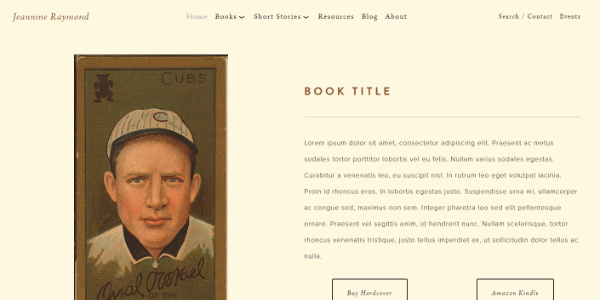 Jeannine Raymond
Home Books Short Stories Resources Blog About
Search / Contact Events
CUBS
C
BOOK TITLE
Lorem ipsum dolor sit amet, consectetur adipiscing elit. Praesent ac metus
sodales tortor porttitor lobortis vel eu felis. Nullam varius sodales egestas.
Curabitur a venenatis leo, eu suscipit nisl. In rutrum leo eget volutpat lacinia.
Proin id rhoncus eros. In lobortis egestas justo. Suspendisse urna mi, ullamcorper
ac congue sed, maximus non sem. Integer pharetra leo sed elit pellentesque
ornare. Praesent vel sagittis enim, id hendrerit nunc. Nullam scelerisque, tortor
rhoncus venenatis tristique, justo tellus imperdiet ex, ut sollicitudin dolor tellus ac
nulla.
OF THE
Buy Hardcover
Amazon Kindle